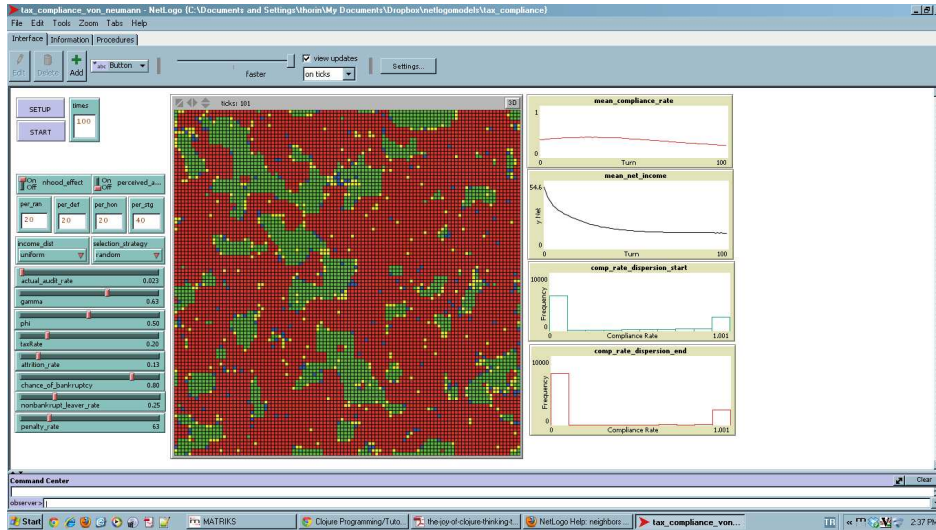 tax_compliance_von_neumann - NetLogo {C:\Documents and Settings\thorin\My Documents\Dropbox\netlogomodels\tax_compliance}
File Edit Tools Zoom Tabs Help
Interface Information Procedures
Edit Delete Add Button faster view updates on ticks Settings...
SETUP
START
times
100
ticks: 101 3D
On Off nhood_effect On Off perceived_a...
per_ran per_def per_hon per_stg
20 20 20 40
income_dist selection_strategy
uniform random
actual_audit_rate 0.023
gamma 0.63
phi 0.50
taxRate 0.20
attrition_rate 0.13
chance_of_bankruptcy 0.80
nonbankrupt_leaver_rate 0.25
penalty_rate 63
mean_compliance_rate
1
0
0 Turn 100
mean_net_income
54.6
y Net
0
0 Turn 100
comp_rate_dispersion_start
10000
Frequency
0
0 Compliance Rate 1.001
comp_rate_dispersion_end
10000
Frequency
0
0 Compliance Rate 1.001
Command Center Clear
observer>
Start MATRIKS Clojure Programming/Tuto... the-joy-of-clojure-thinking-t... NetLogo Help: neighbors ... tax_compliance_von... 2:37 PM